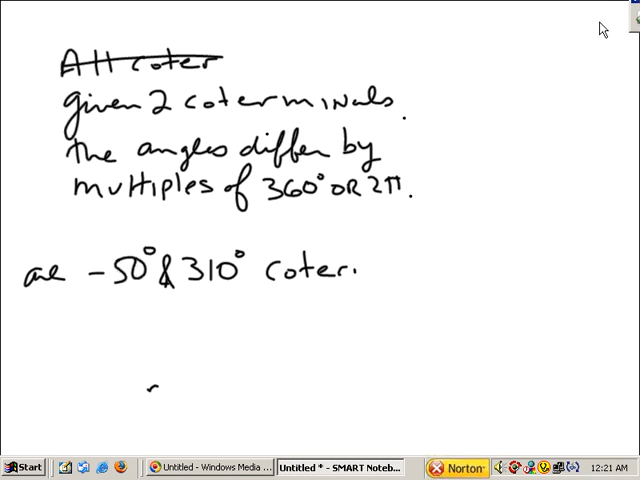 All coter
given 2 coterminals.
the angles differ by
multiples of 360° OR 2π.
are -50° & 310° coter.
Start
Untitled - Windows Media ...
Untitled * - SMART Noteb...
Norton
12:21 AM